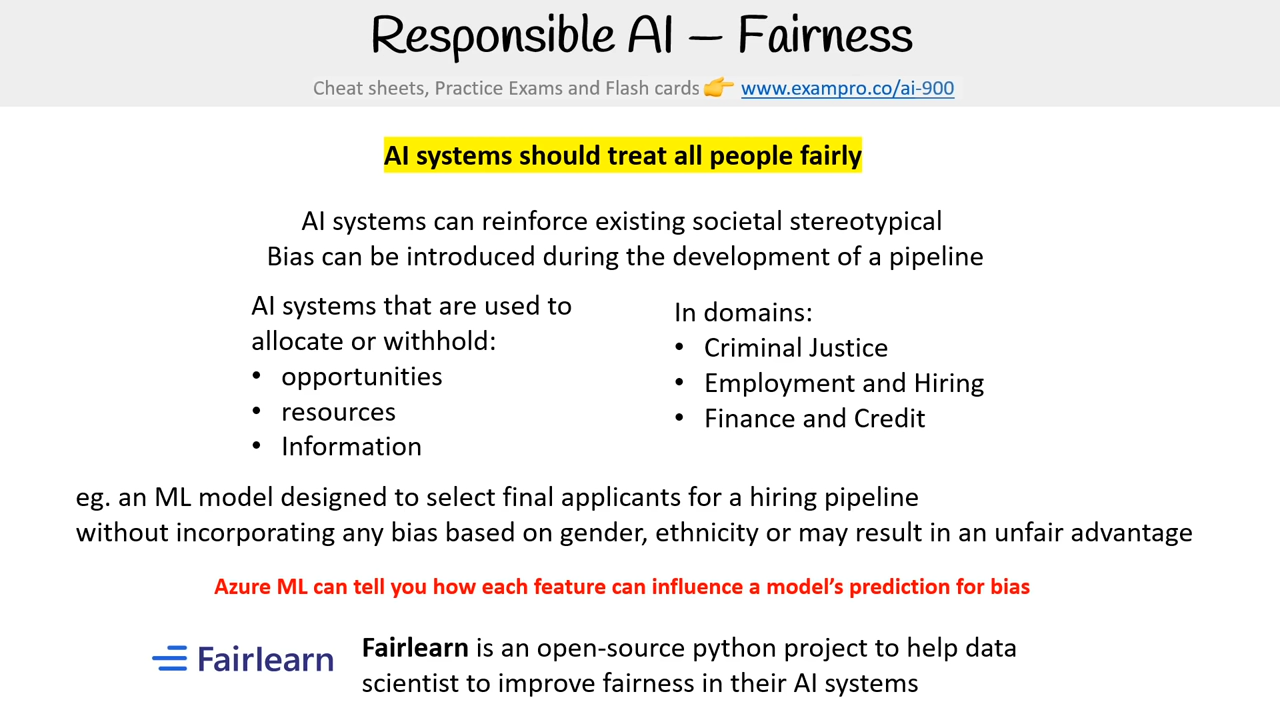 Responsible AI – Fairness
Cheat sheets, Practice Exams and Flash cards 👉 www.exampro.co/ai-900
AI systems should treat all people fairly
AI systems can reinforce existing societal stereotypical
Bias can be introduced during the development of a pipeline
AI systems that are used to
allocate or withhold:
• opportunities
• resources
• Information
In domains:
• Criminal Justice
• Employment and Hiring
• Finance and Credit
eg. an ML model designed to select final applicants for a hiring pipeline
without incorporating any bias based on gender, ethnicity or may result in an unfair advantage
Azure ML can tell you how each feature can influence a model’s prediction for bias
Fairlearn
Fairlearn is an open-source python project to help data
scientist to improve fairness in their AI systems